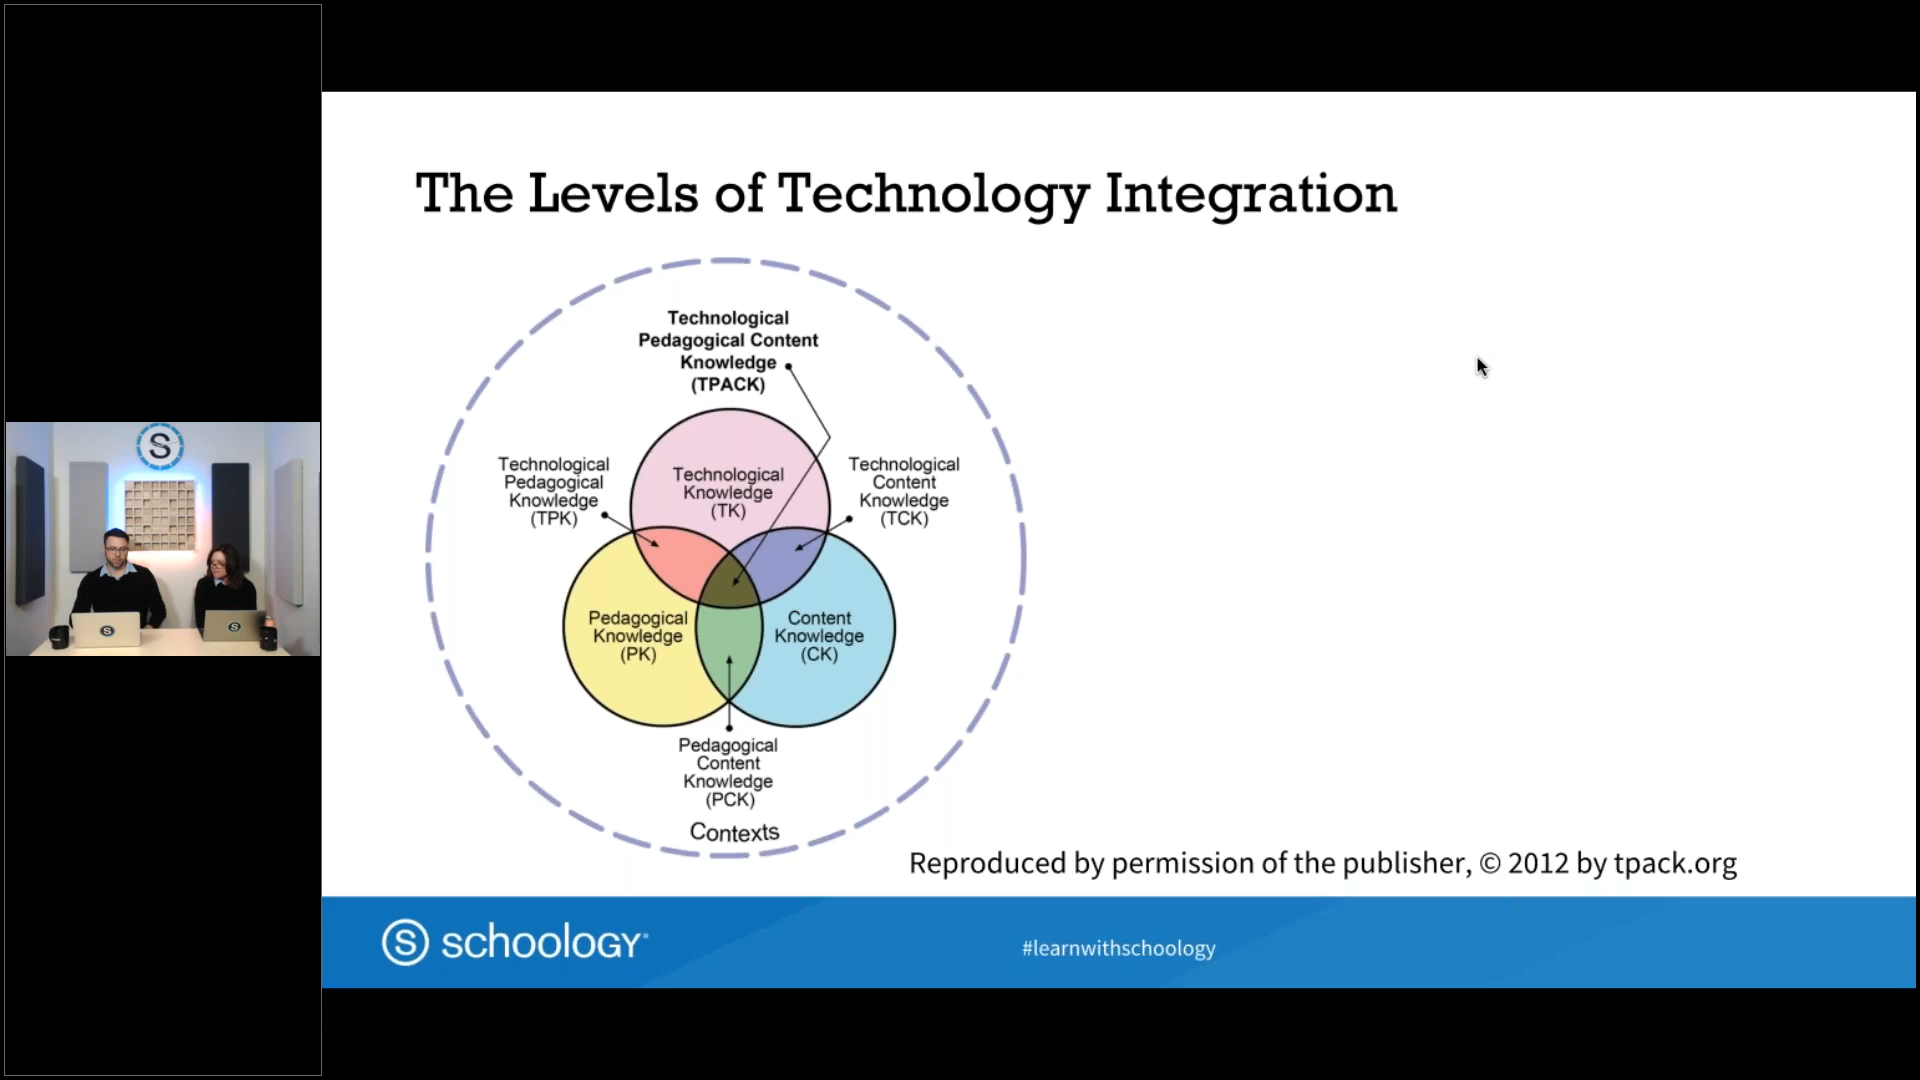 The Levels of Technology Integration
Technological
Pedagogical Content
Knowledge
(TPACK)
Technological
Pedagogical
Knowledge
(TPK)
Technological
Knowledge
(TK)
Technological
Content
Knowledge
(TCK)
Pedagogical
Knowledge
(PK)
Content
Knowledge
(CK)
Pedagogical
Content
Knowledge
(PCK)
Contexts
Reproduced by permission of the publisher, © 2012 by tpack.org
S schoology
#learnwithschoology
S
S
S